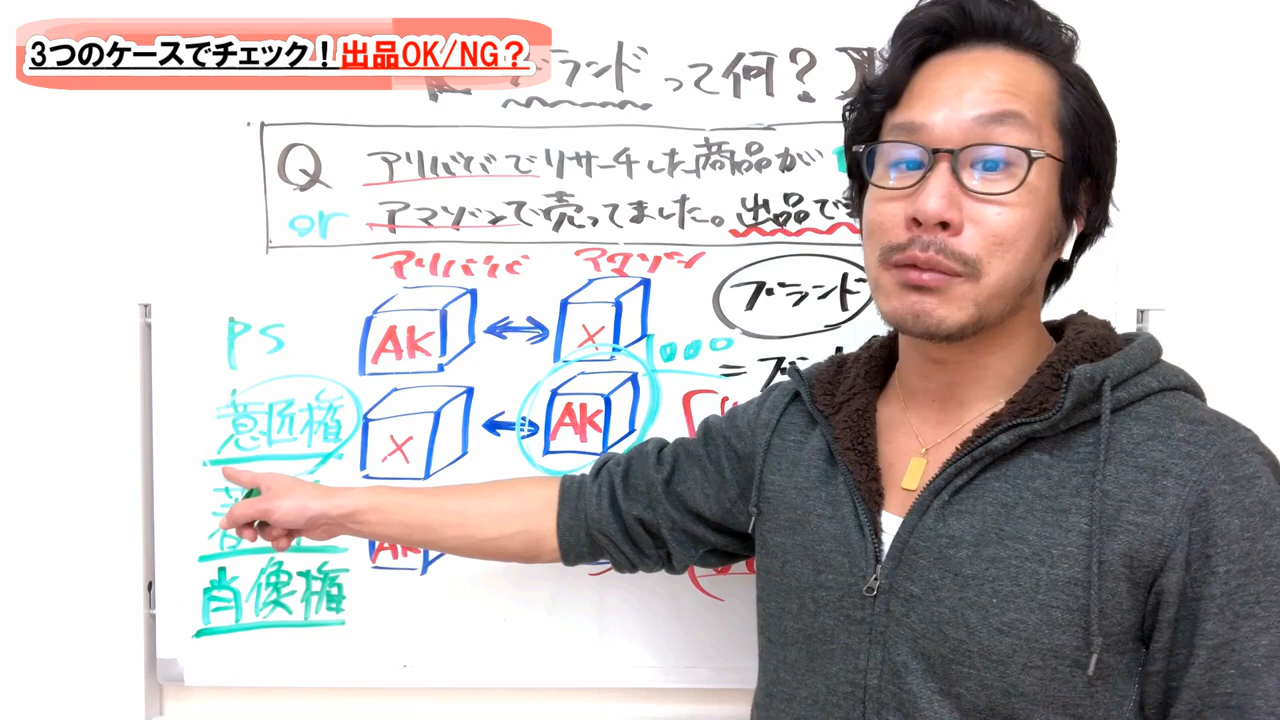 3つのケースでチェック！出品OK/NG？
ブランドって何？】
Q アリババでリサーチした商品が
or アマゾンで売ってました。出品で
アリババ アマゾン
ブランド
PS AK ↔ X
意匠権 X ↔ AK
AK
肖像権